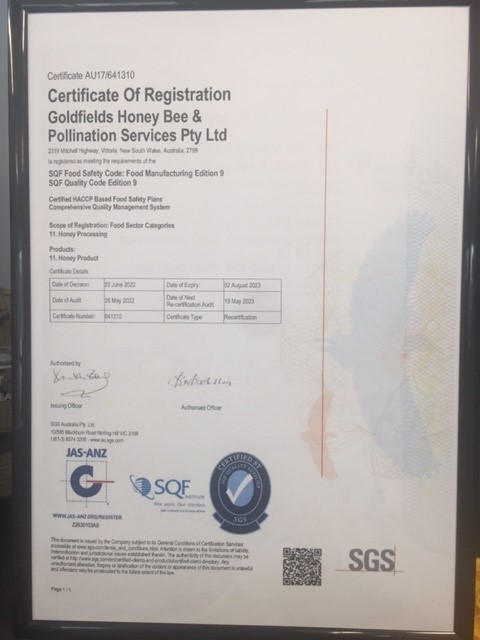 Certificate AU17/641310
Certificate Of Registration
Goldfields Honey Bee &
Pollination Services Pty Ltd
2319 Mitchell Highway, Vittoria, New South Wales, Australia, 2799
is registered as meeting the requirements of the
SQF Food Safety Code: Food Manufacturing Edition 9
SQF Quality Code Edition 9
Certified HACCP Based Food Safety Plans
Comprehensive Quality Management System
Scope of Registration: Food Sector Categories
11. Honey Processing
Products:
11. Honey Product
Certificate Details
Date of Decision: 22 June 2022 Date of Expiry: 02 August 2023
Date of Audit 26 May 2022 Date of Next Re-certification Audit: 19 May 2023
Certificate Number: 641310 Certificate Type Recertification
Authorised by
Issuing Officer Authorised Officer
SGS Australia Pty. Ltd.
10/585 Blackburn Road Notting Hill VIC 3168
t (61-3) 9574 3200 - www.au.sgs.com
JAS-ANZ
C
WWW.JAS-ANZ.ORG/REGISTER
Z2630103AS
SQF
INSTITUTE
CERTIFIED BY
SGS
This document is issued by the Company subject to its General Conditions of Certification Services
accessible at www.sgs.com/terms_and_conditions.htm. Attention is drawn to the limitations of liability,
indemnification and jurisdictional issues established therein. The authenticity of this document may be
verified at http://www.sgs.com/en/certified-clients-and-products/certified-client-directory. Any
unauthorized alteration, forgery or falsification of the content or appearance of this document is unlawful
and offenders may be prosecuted to the fullest extent of the law.
SGS
Page 1 / 1